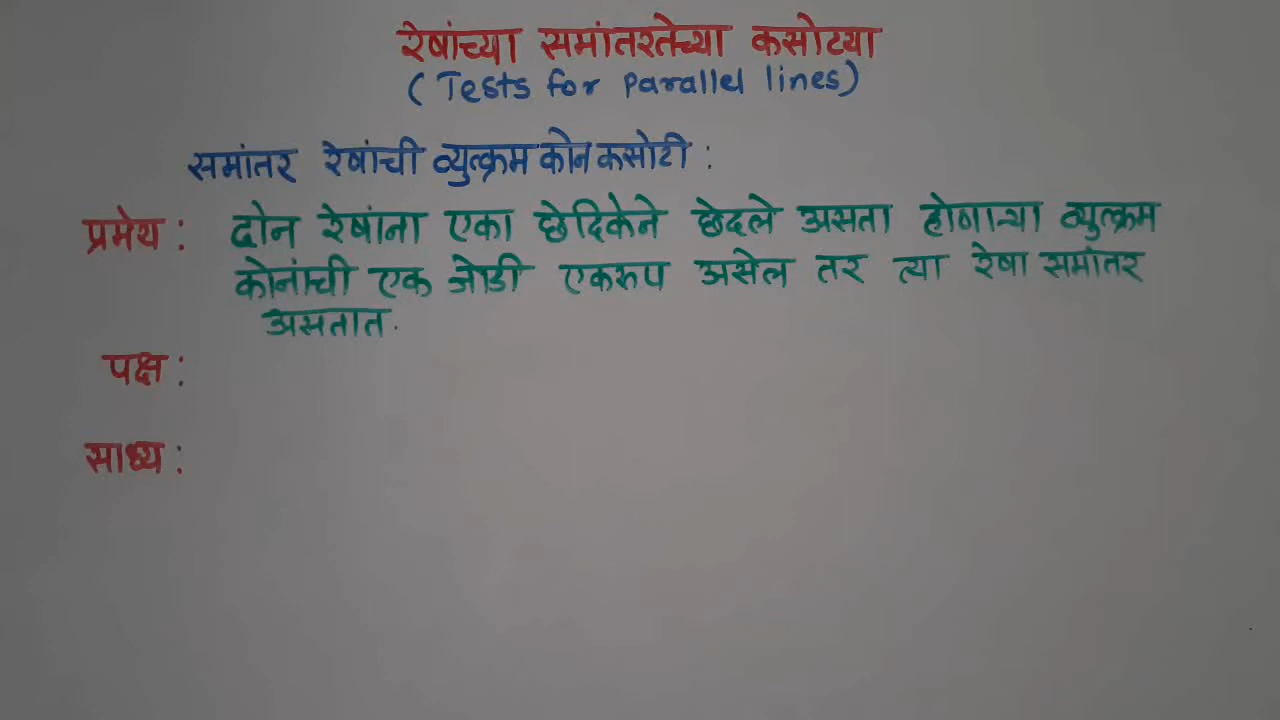 रेषांच्या समांतरतेच्या कसोट्या
(Tests for parallel lines)
समांतर रेषांची व्युत्क्रम कोन कसोटी :
प्रमेय : दोन रेषांना एका छेदिकेने छेदले असता होणाऱ्या व्युत्क्रम
कोनांची एक जोडी एकरुप असेल तर त्या रेषा समांतर
असतात.
पक्ष :
साध्य :